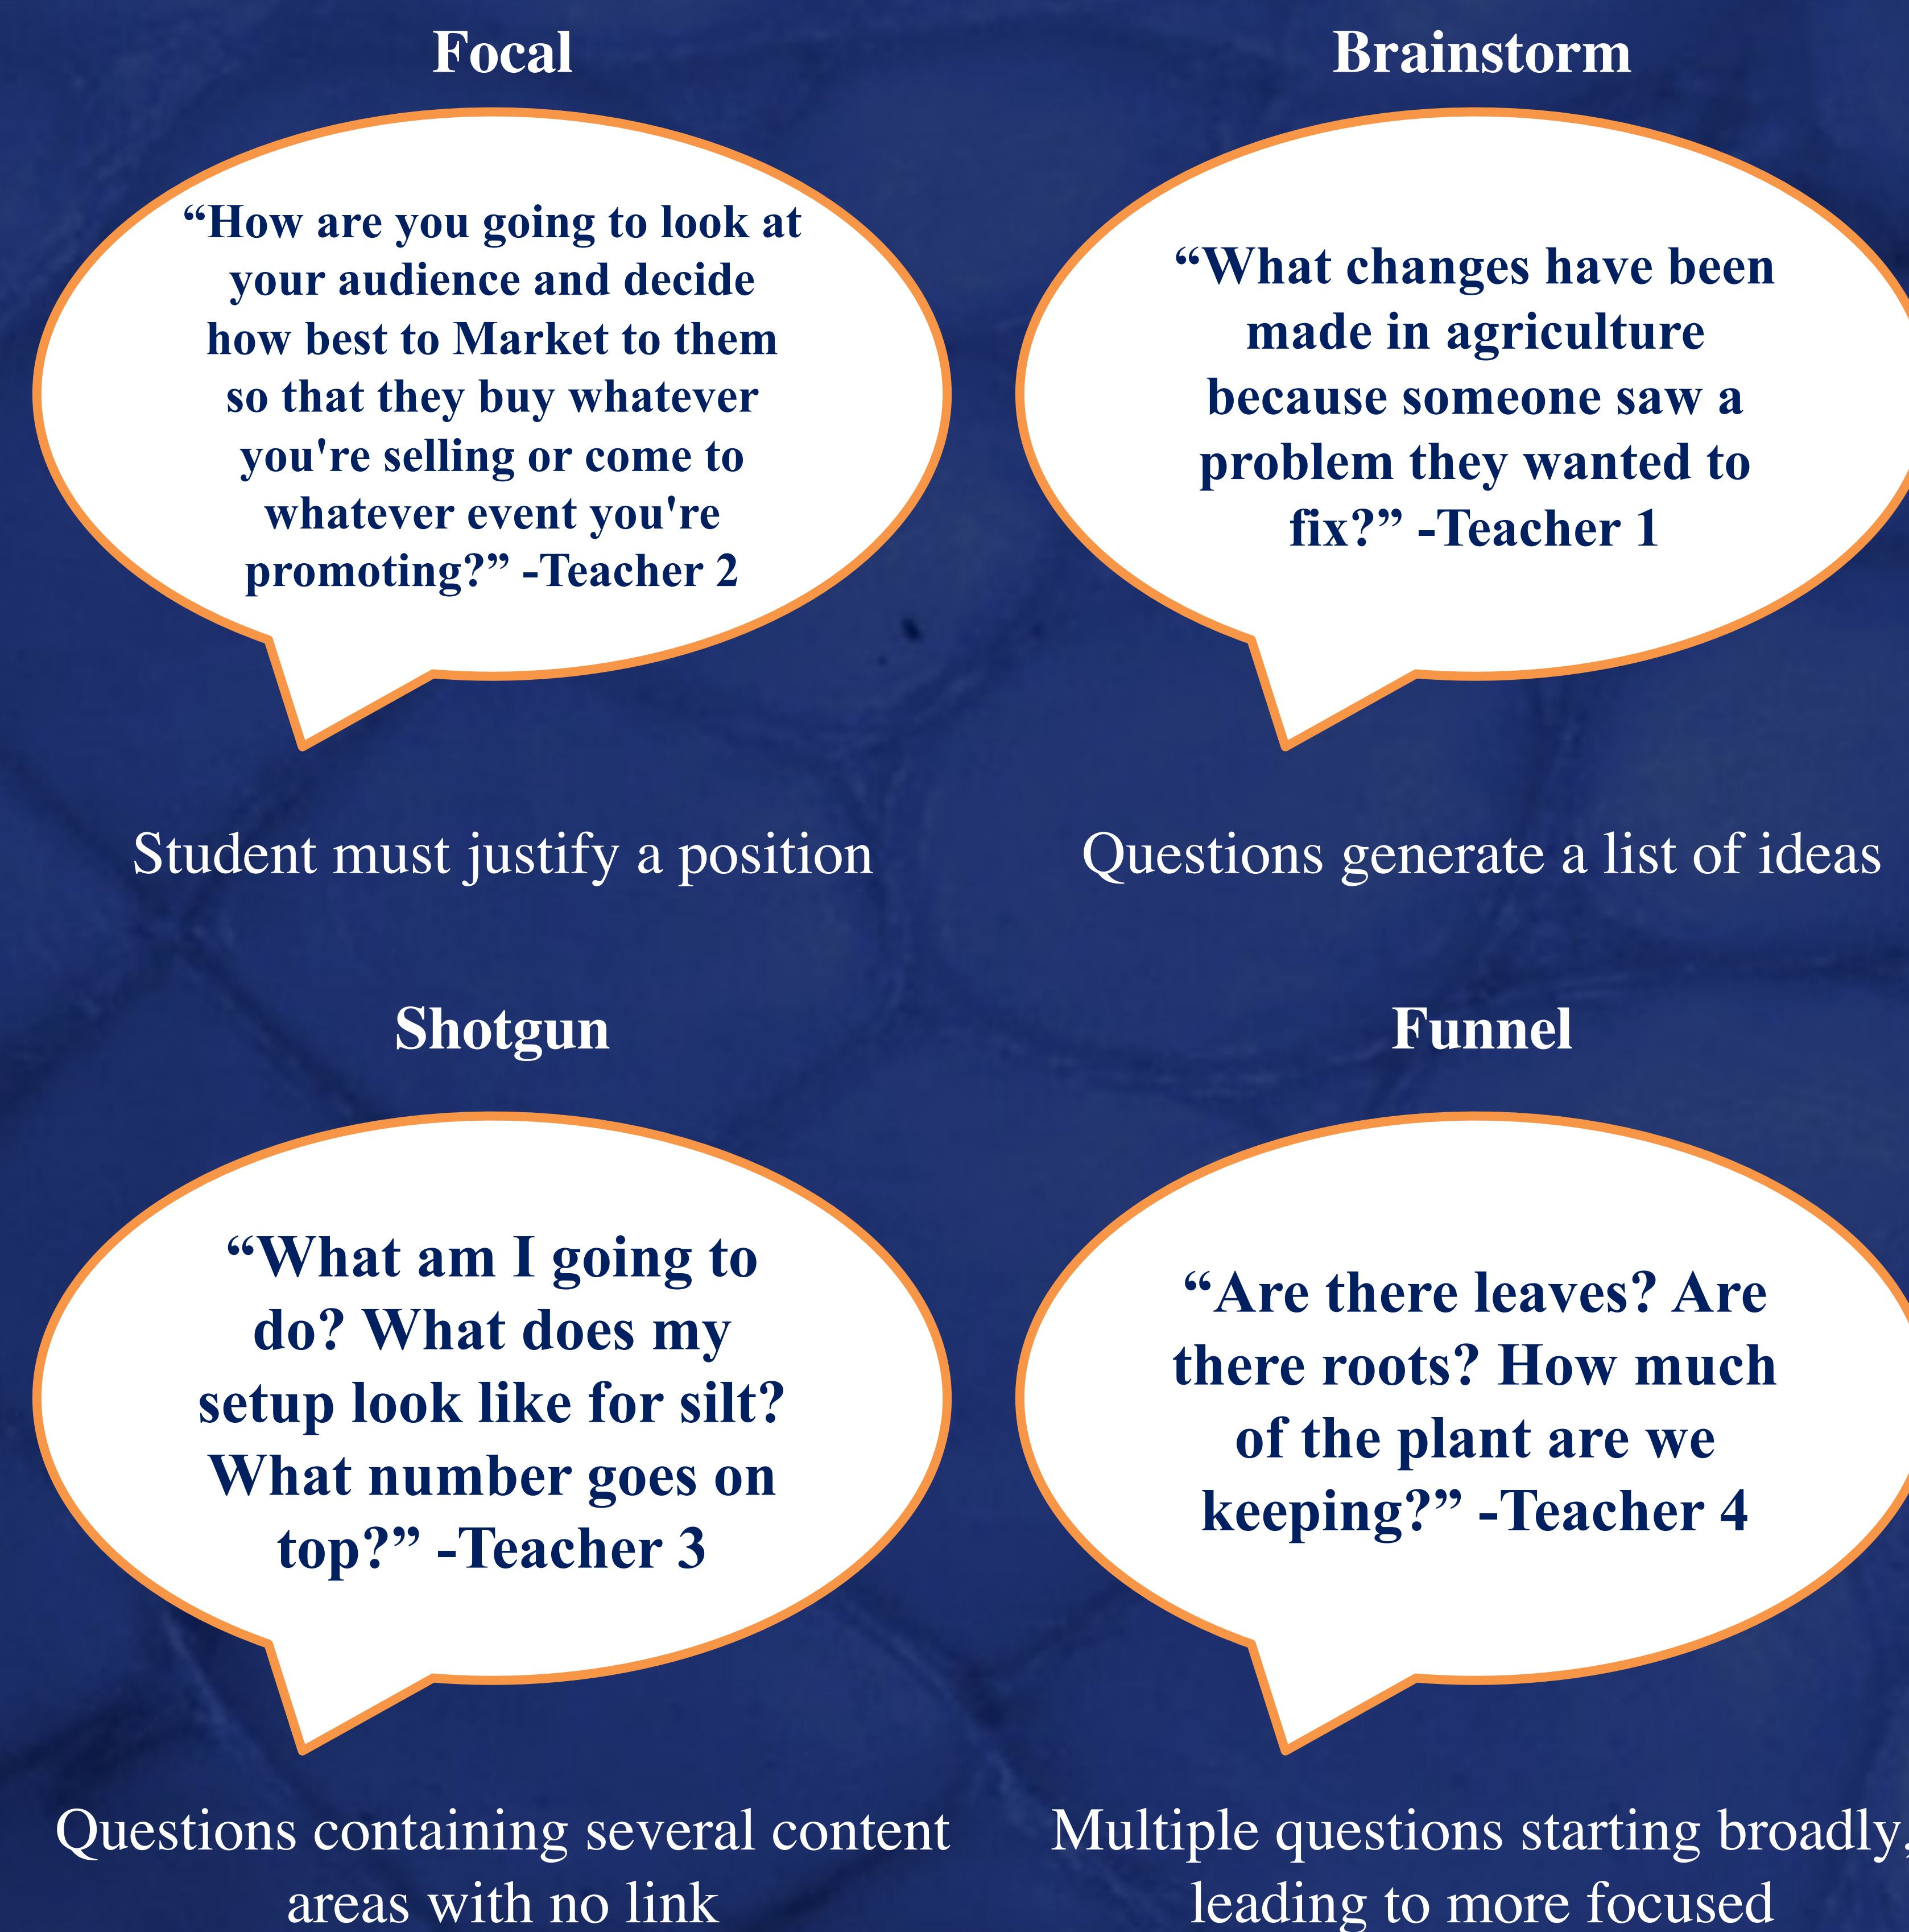 Focal
“How are you going to look at
your audience and decide
how best to Market to them
so that they buy whatever
you're selling or come to
whatever event you're
promoting?” -Teacher 2
Student must justify a position
Brainstorm
“What changes have been
made in agriculture
because someone saw a
problem they wanted to
fix?” -Teacher 1
Questions generate a list of ideas
Shotgun
“What am I going to
do? What does my
setup look like for silt?
What number goes on
top?” -Teacher 3
Questions containing several content
areas with no link
Funnel
“Are there leaves? Are
there roots? How much
of the plant are we
keeping?” -Teacher 4
Multiple questions starting broadly,
leading to more focused